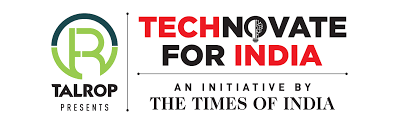 TALROP
PRESENTS
TECHNOVATE
FOR INDIA
AN INITIATIVE BY
THE TIMES OF INDIA